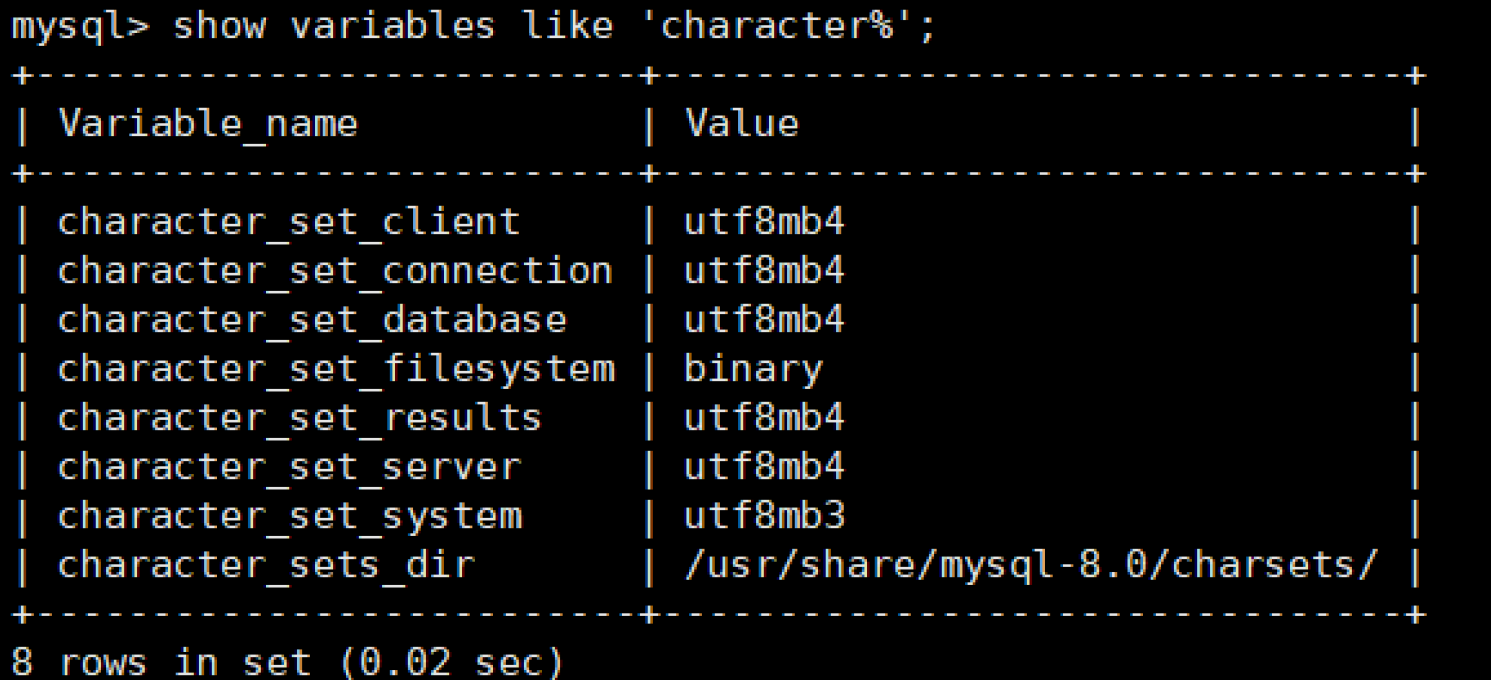 mysql> show variables like 'character%';
+--------------------------+--------------------------------+
| Variable_name            | Value                          |
+--------------------------+--------------------------------+
| character_set_client     | utf8mb4                        |
| character_set_connection | utf8mb4                        |
| character_set_database   | utf8mb4                        |
| character_set_filesystem | binary                         |
| character_set_results    | utf8mb4                        |
| character_set_server     | utf8mb4                        |
| character_set_system     | utf8mb3                        |
| character_sets_dir       | /usr/share/mysql-8.0/charsets/ |
+--------------------------+--------------------------------+
8 rows in set (0.02 sec)